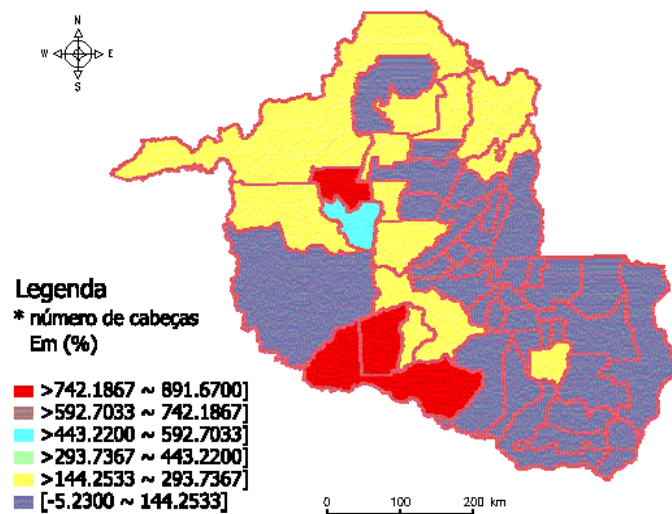 N
W E
S
Legenda
* número de cabeças
Em (%)
>742.1867 ~ 891.6700]
>592.7033 ~ 742.1867]
>443.2200 ~ 592.7033]
>293.7367 ~ 443.2200]
>144.2533 ~ 293.7367]
[-5.2300 ~ 144.2533]
0 100 200 km